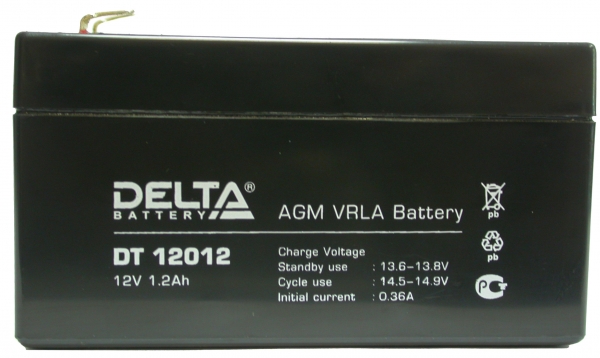 DELTA®
BATTERY
DT 12012
12V 1.2Ah
AGM VRLA Battery
Charge Voltage
Standby use : 13.6–13.8V
Cycle use : 14.5–14.9V
Initial current : 0.36A
pb
pb